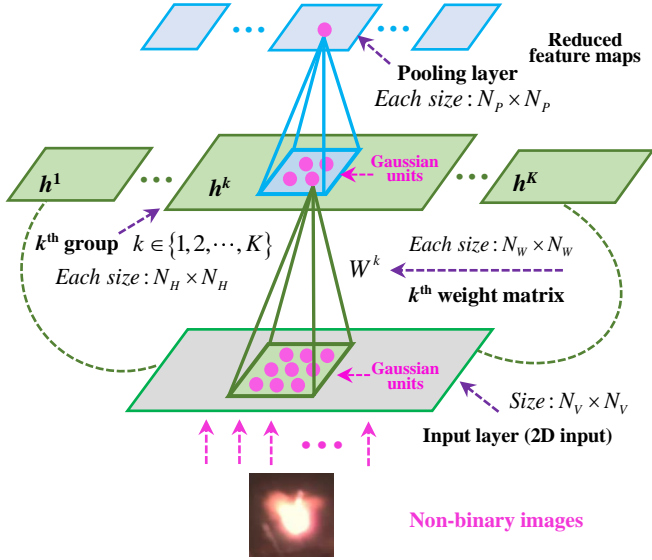 Reduced
feature maps
Pooling layer
Each size : N_P × N_P
Gaussian
units
h^1
h^k
h^K
k^th group k ∈ {1, 2, ⋯, K}
Each size : N_H × N_H
Each size : N_W × N_W
W^k
k^th weight matrix
Gaussian
units
Size : N_V × N_V
Input layer (2D input)
Non-binary images